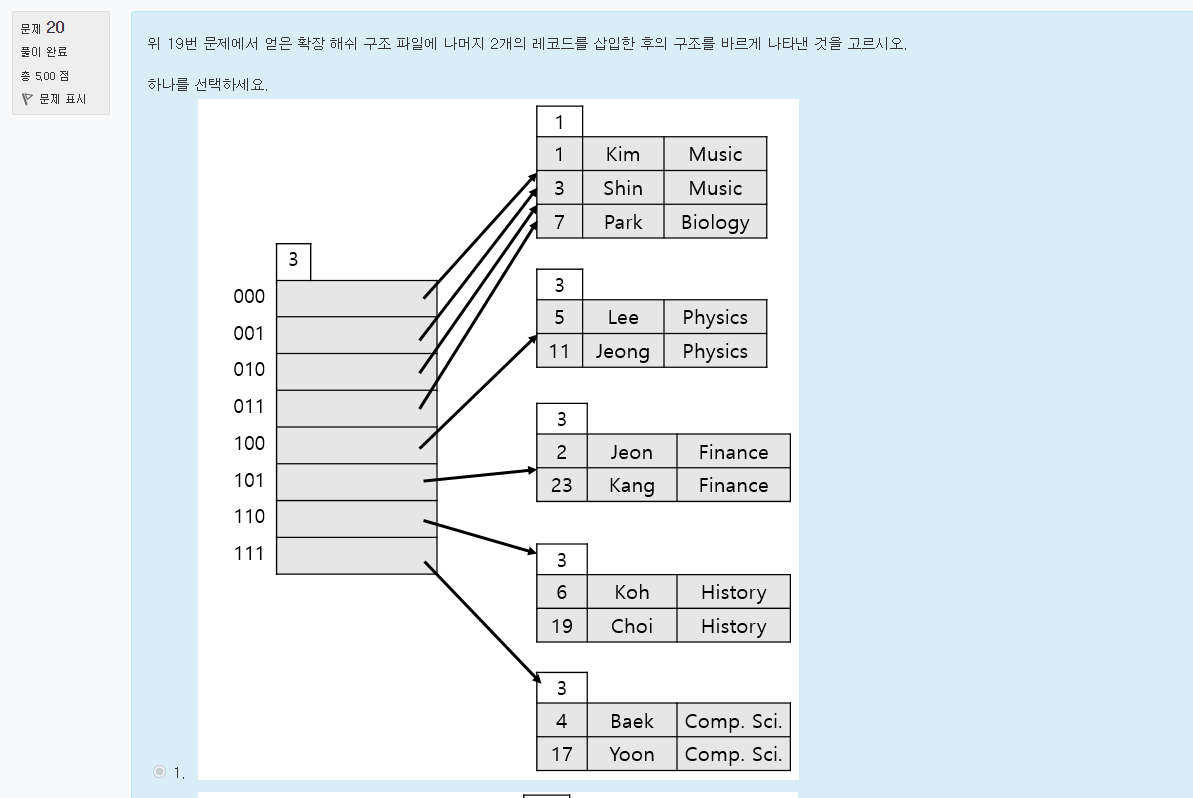 문제 20
풀이 완료
총 5.00 점
문제 표시
위 19번 문제에서 얻은 확장 해쉬 구조 파일에 나머지 2개의 레코드를 삽입한 후의 구조를 바르게 나타낸 것을 고르시오.
하나를 선택하세요.
1
1 Kim Music
3 Shin Music
7 Park Biology
3
000
001
010
011
100
101
110
111
3
5 Lee Physics
11 Jeong Physics
3
2 Jeon Finance
23 Kang Finance
3
6 Koh History
19 Choi History
3
4 Baek Comp. Sci.
17 Yoon Comp. Sci.
1.